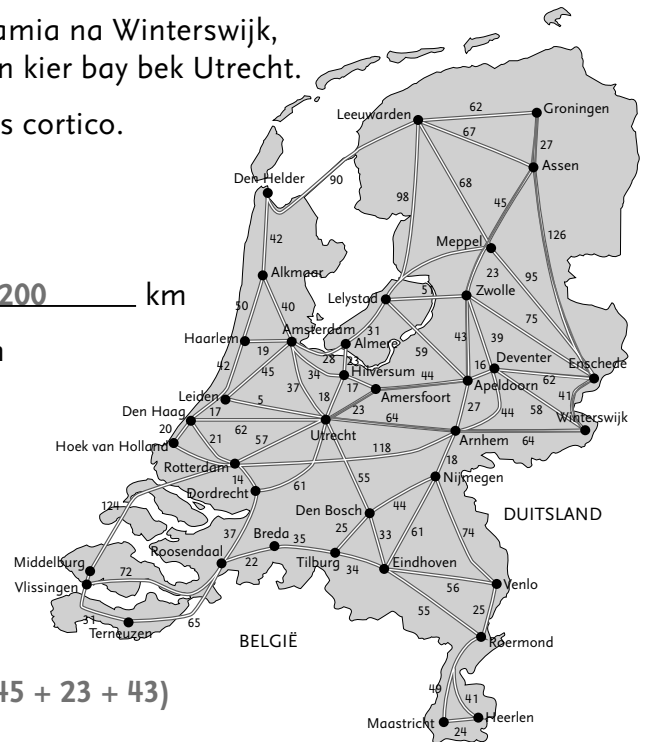 amia na Winterswijk,
n kier bay bek Utrecht.
s cortico.
200 km
45 + 23 + 43)
Leeuwarden
62
Groningen
67
27
Assen
Den Helder
90
98
68
45
126
42
Meppel
Alkmaar
23
95
Lelystad
51
Zwolle
50
40
75
Haarlem
Amsterdam
31
Almere
59
43
39
19
28
23
Deventer
Enschede
42
45
34
Hilversum
44
16
62
37
17
Amersfoort
Apeldoorn
41
Leiden
5
18
23
27
44
58
Den Haag
17
64
Winterswijk
20
21
62
57
Utrecht
Arnhem
64
Hoek van Holland
118
18
Rotterdam
14
61
55
Nijmegen
Dordrecht
124
Den Bosch
44
DUITSLAND
37
Breda
35
25
33
61
74
Roosendaal
22
Tilburg
34
Eindhoven
Middelburg
72
56
Venlo
Vlissingen
55
25
31
Terneuzen
65
BELGIË
Roermond
49
41
Maastricht
24
Heerlen